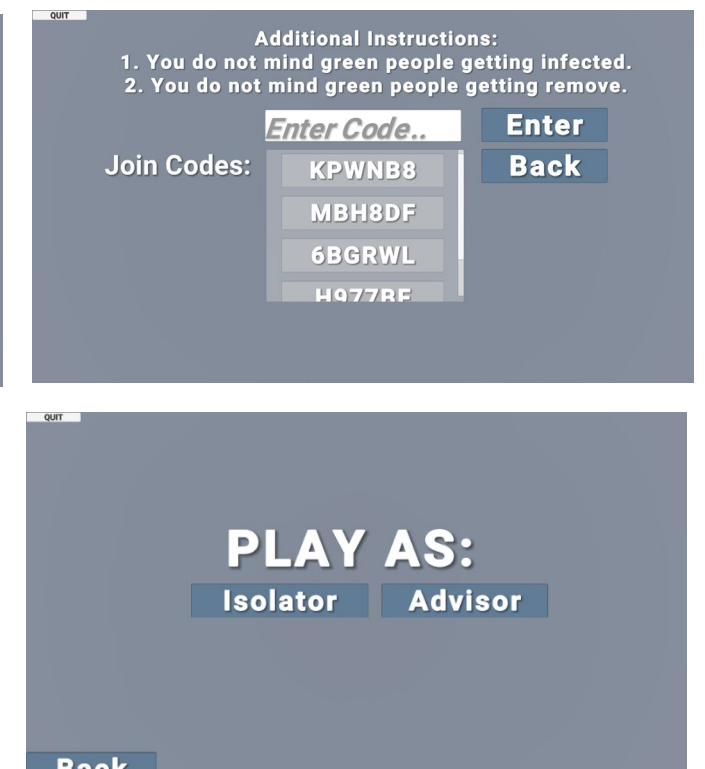 QUIT
Additional Instructions:
1. You do not mind green people getting infected.
2. You do not mind green people getting remove.
Enter Code.. Enter
Join Codes: KPWNB8 Back
MBH8DF
6BGRWL
QUIT
PLAY AS:
Isolator Advisor
Back